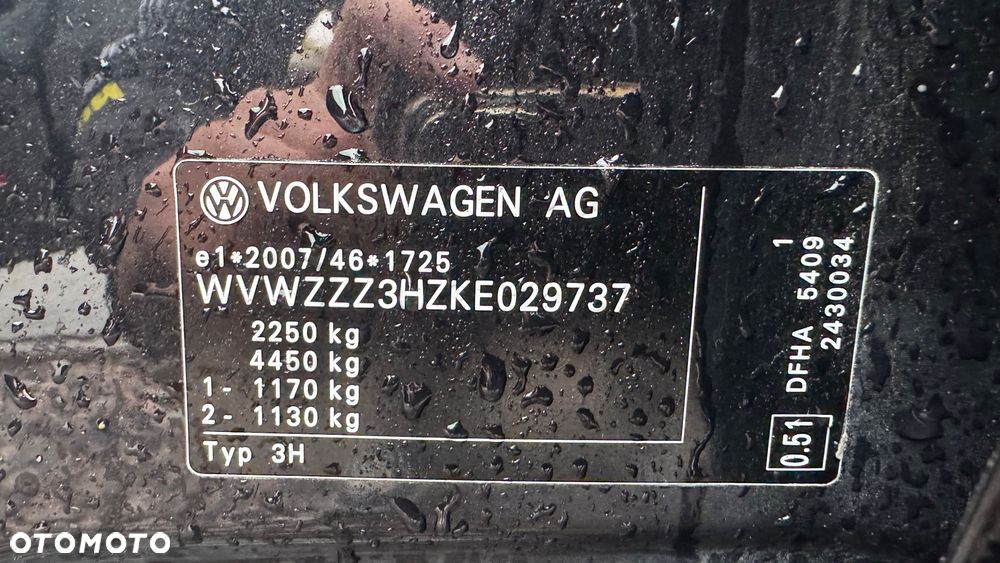 VOLKSWAGEN AG
e1*2007/46*1725
WVWZZZ3HZKE029737
2250 kg
4450 kg
1- 1170 kg
2- 1130 kg
Typ 3H
1
0.51 DFHA 5409
2430034
OTOMOTO